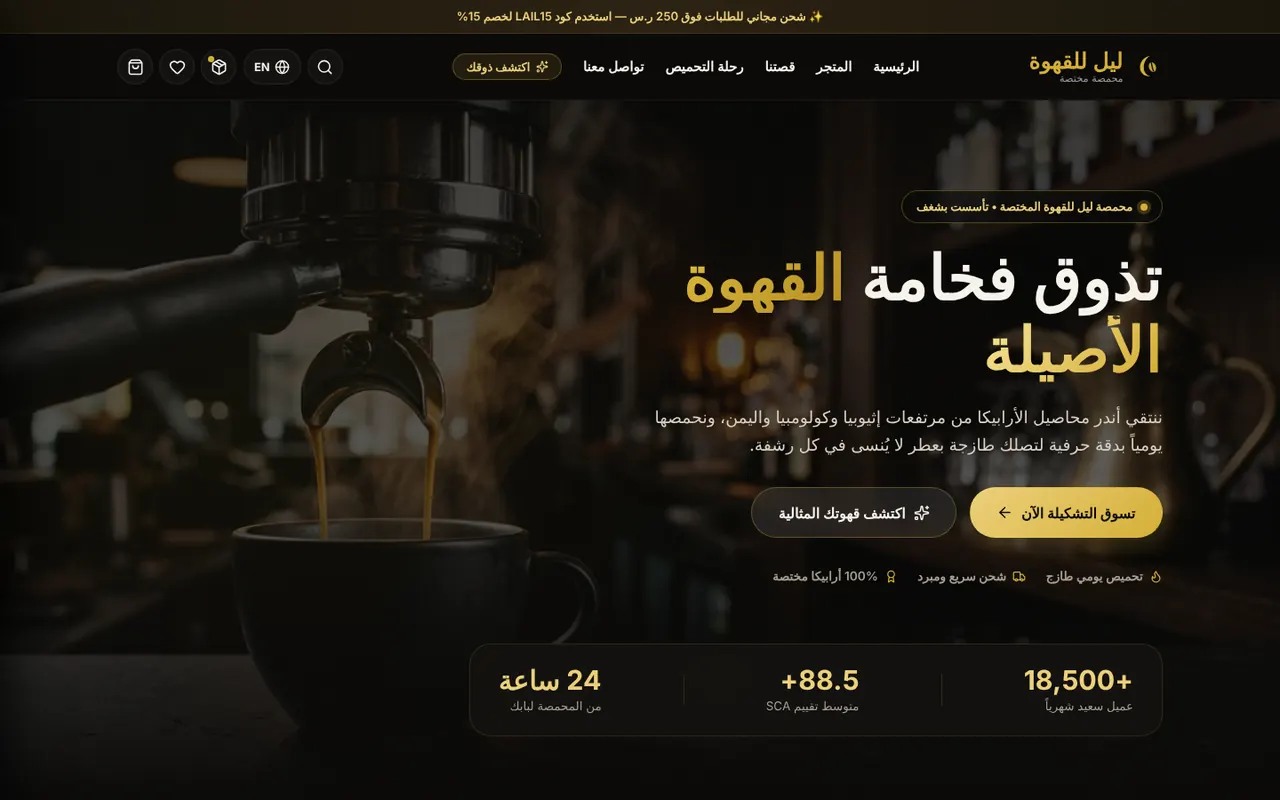 ✨ شحن مجاني للطلبات فوق 250 ر.س — استخدم كود LAIL15 لخصم 15%
ليل للقهوة
محمصة مختصة
الرئيسية
المتجر
قصتنا
رحلة التحميص
تواصل معنا
اكتشف ذوقك
EN
محمصة ليل للقهوة المختصة • تأسست بشغف
تذوق فخامة القهوة
الأصيلة
ننتقي أندر محاصيل الأرابيكا من مرتفعات إثيوبيا وكولومبيا واليمن، ونحمصها
يومياً بدقة حرفية لتصلك طازجة بعطر لا يُنسى في كل رشفة.
تسوق التشكيلة الآن
اكتشف قهوتك المثالية
تحميص يومي طازج
شحن سريع ومبرد
100% أرابيكا مختصة
18,500+
عميل سعيد شهرياً
88.5+
متوسط تقييم SCA
24 ساعة
من المحمصة لبابك